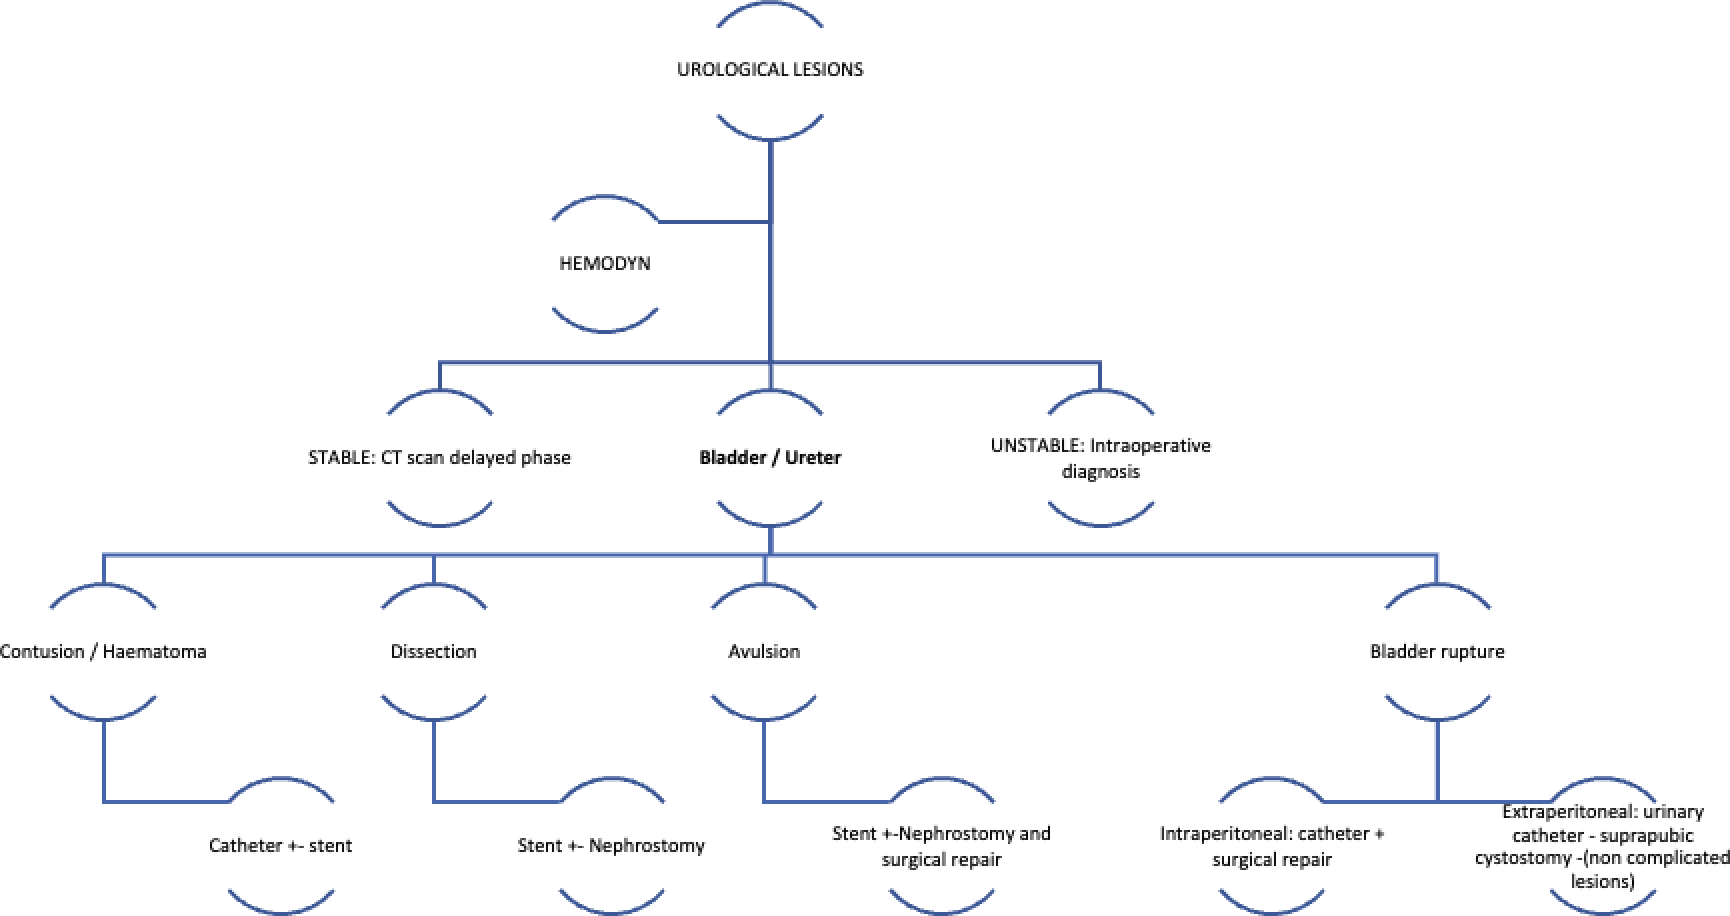 UROLOGICAL LESIONS
HEMODYN
STABLE: CT scan delayed phase
Bladder / Ureter
UNSTABLE: Intraoperative
diagnosis
Contusion / Haematoma
Dissection
Avulsion
Bladder rupture
Catheter +- stent
Stent +- Nephrostomy
Stent +-Nephrostomy and
surgical repair
Intraperitoneal: catheter +
surgical repair
Extraperitoneal: urinary
catheter - suprapubic
cystostomy -(non complicated
lesions)